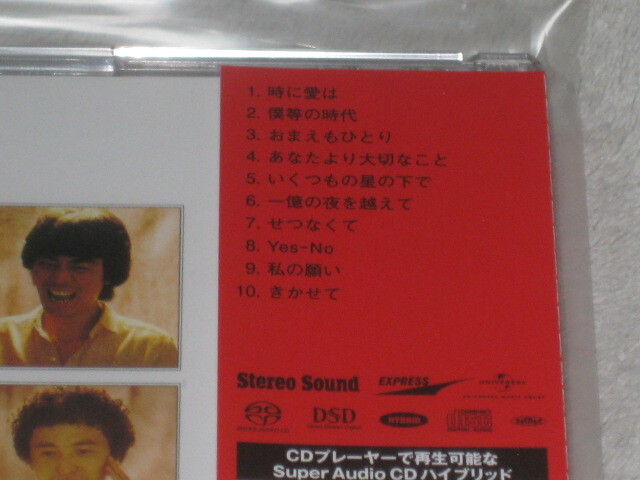 1. 時に愛は
2. 僕等の時代
3. おまえもひとり
4. あなたより大切なこと
5. いくつもの星の下で
6. 一億の夜を越えて
7. せつなくて
8. Yes-No
9. 私の願い
10. きかせて
Stereo Sound EXPRESS UNIVERSAL
DSD HYBRID
CDプレーヤーで再生可能な
Super Audio CD ハイブリッド